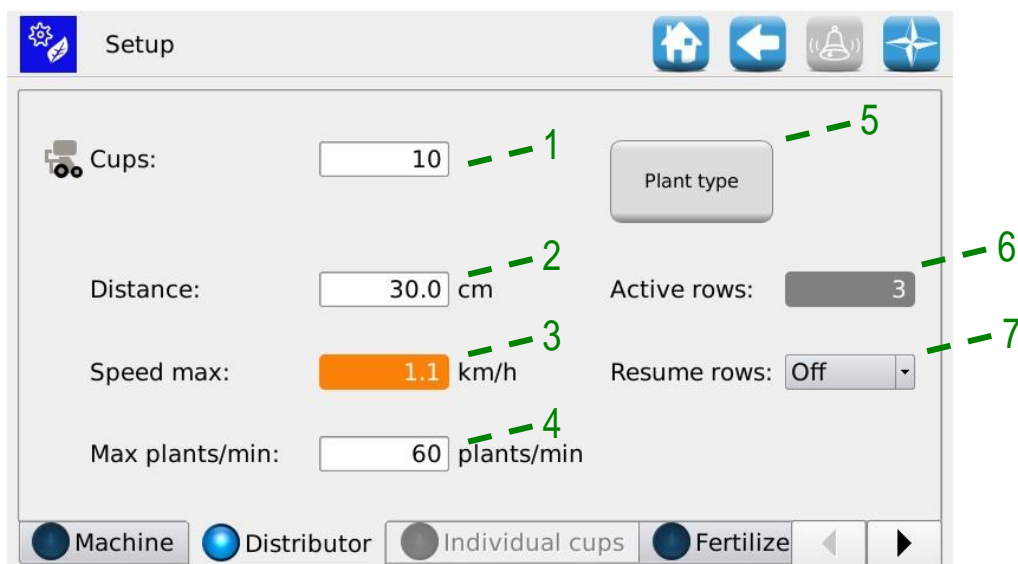 Setup
Cups: 10 1
Plant type 5
Distance: 30.0 cm 2
Active rows: 3 6
Speed max: 1.1 km/h 3
Resume rows: Off 7
Max plants/min: 60 plants/min 4
Machine Distributor Individual cups Fertilize